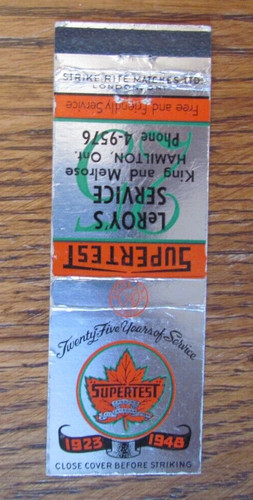 STRIKE RITE MATCHES LTD.
LONDON, ONT.
SUPERTEST
LeROY'S
SERVICE
King and Melrose
HAMILTON, Ont.
Phone 4-9576
Free and Friendly Service
Twenty Five Years of Service
SUPERTEST
1923 1948
CLOSE COVER BEFORE STRIKING